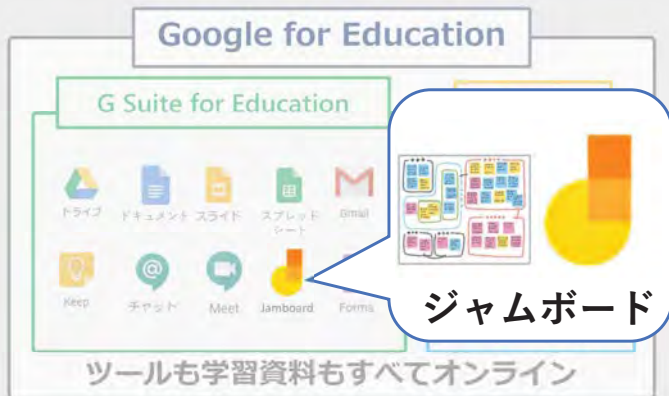 Google for Education
G Suite for Education
ドライブ
ドキュメント
スライド
スプレッド
シート
Gmail
Keep
チャット
Meet
Jamboard
Forms
ジャムボード
ツールも学習資料もすべてオンライン